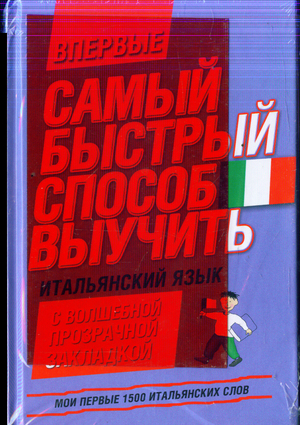 ВПЕРВЫЕ
САМЫЙ
БЫСТРЫЙ
СПОСОБ
ВЫУЧИТЬ
ИТАЛЬЯНСКИЙ ЯЗЫК
С ВОЛШЕБНОЙ
ПРОЗРАЧНОЙ
ЗАКЛАДКОЙ
МОИ ПЕРВЫЕ 1500 ИТАЛЬЯНСКИХ СЛОВ